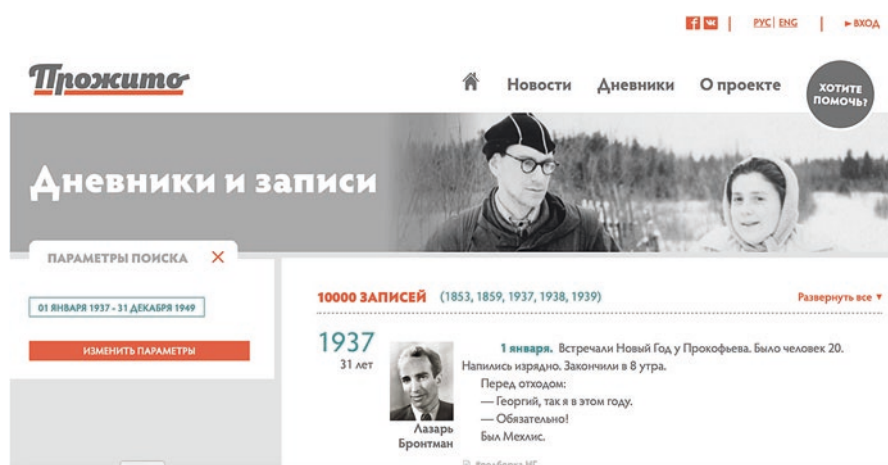 РУС | ENG | ► ВХОД
Прожито
Новости Дневники О проекте
ХОТИТЕ
ПОМОЧЬ?
Дневники и записи
ПАРАМЕТРЫ ПОИСКА ×
01 ЯНВАРЯ 1937 - 31 ДЕКАБРЯ 1949
ИЗМЕНИТЬ ПАРАМЕТРЫ
10000 ЗАПИСЕЙ (1853, 1859, 1937, 1938, 1939) Развернуть все ▼
1937
31 лет
Лазарь
Бронтман
1 января. Встречали Новый Год у Прокофьева. Было человек 20.
Напились изрядно. Закончили в 8 утра.
Перед отходом:
— Георгий, так я в этом году.
— Обязательно!
Был Мехлис.